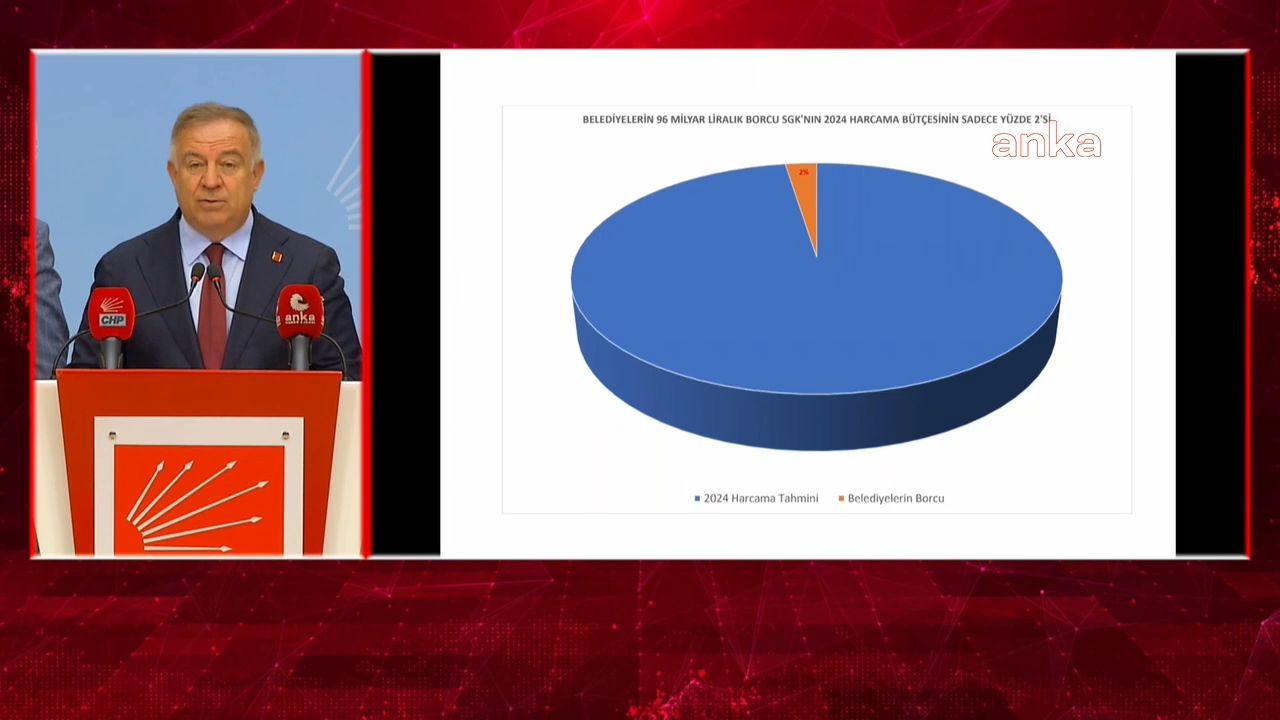 BELEDİYELERİN 96 MİLYAR LİRALIK BORCU SGK'NIN 2024 HARCAMA BÜTÇESİNİN SADECE YÜZDE 2'Sİ
anka
2%
CHP
anka
2024 Harcama Tahmini
Belediyelerin Borcu